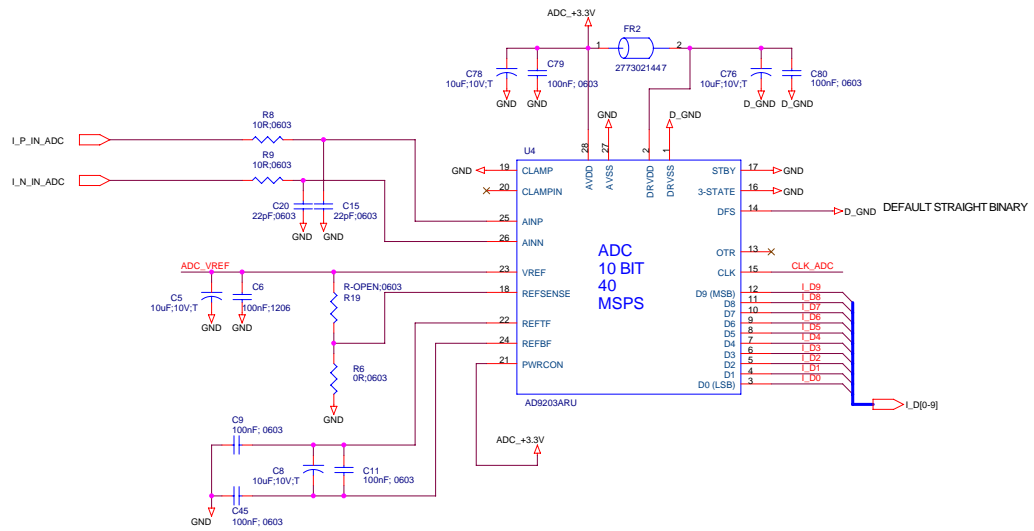 ADC_+3.3V
FR2
1
2
2773021447
C78
10uF;10V;T
C79
100nF; 0603
C76
10uF;10V;T
C80
100nF; 0603
GND
GND
D_GND
D_GND
GND
D_GND
I_P_IN_ADC
R8
10R;0603
I_N_IN_ADC
R9
10R;0603
C20
22pF;0603
C15
22pF;0603
GND
GND
U4
28
27
2
1
AVDD
AVSS
DRVDD
DRVSS
GND
19
CLAMP
20
CLAMPIN
25
AINP
26
AINN
23
VREF
18
REFSENSE
22
REFTF
24
REFBF
21
PWRCON
ADC
10 BIT
40
MSPS
STBY
17
GND
3-STATE
16
GND
DFS
14
D_GND
DEFAULT STRAIGHT BINARY
OTR
13
CLK
15
CLK_ADC
D9 (MSB)
12
I_D9
D8
11
I_D8
D7
10
I_D7
D6
9
I_D6
D5
8
I_D5
D4
7
I_D4
D3
6
I_D3
D2
5
I_D2
D1
4
I_D1
D0 (LSB)
3
I_D0
AD9203ARU
I_D[0-9]
ADC_VREF
C5
10uF;10V;T
C6
100nF;1206
GND
GND
R-OPEN;0603
R19
R6
0R;0603
GND
ADC_+3.3V
C9
100nF; 0603
C8
10uF;10V;T
C11
100nF; 0603
C45
100nF; 0603
GND